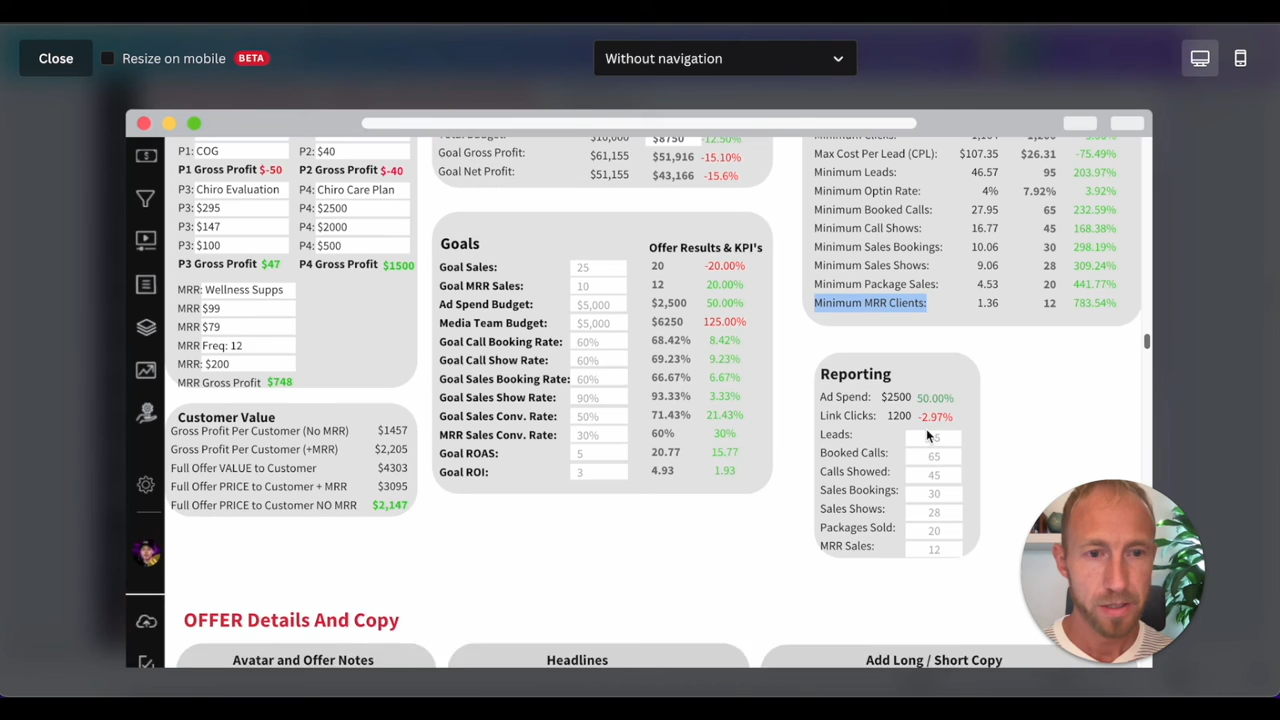 Close
Resize on mobile BETA
Without navigation
P1: COG P2: $40
P1 Gross Profit $-50 P2 Gross Profit $-40
P3: Chiro Evaluation P4: Chiro Care Plan
P3: $295 P4: $2500
P3: $147 P4: $2000
P3: $100 P4: $500
P3 Gross Profit $47 P4 Gross Profit $1500
MRR: Wellness Supps
MRR $99
MRR $79
MRR Freq: 12
MRR: $200
MRR Gross Profit $748
Customer Value
Gross Profit Per Customer (No MRR) $1457
Gross Profit Per Customer (+MRR) $2,205
Full Offer VALUE to Customer $4303
Full Offer PRICE to Customer + MRR $3095
Full Offer PRICE to Customer NO MRR $2,147
Total Budget: $10,000 $8750 -12.50%
Goal Gross Profit: $61,155 $51,916 -15.10%
Goal Net Profit: $51,155 $43,166 -15.6%
Goals Offer Results & KPI's
Goal Sales: 25 20 -20.00%
Goal MRR Sales: 10 12 20.00%
Ad Spend Budget: $5,000 $2,500 50.00%
Media Team Budget: $5,000 $6250 125.00%
Goal Call Booking Rate: 60% 68.42% 8.42%
Goal Call Show Rate: 60% 69.23% 9.23%
Goal Sales Booking Rate: 60% 66.67% 6.67%
Goal Sales Show Rate: 90% 93.33% 3.33%
Goal Sales Conv. Rate: 50% 71.43% 21.43%
MRR Sales Conv. Rate: 30% 60% 30%
Goal ROAS: 5 20.77 15.77
Goal ROI: 3 4.93 1.93
Minimum Clicks:
Max Cost Per Lead (CPL): $107.35 $26.31 -75.49%
Minimum Leads: 46.57 95 203.97%
Minimum Optin Rate: 4% 7.92% 3.92%
Minimum Booked Calls: 27.95 65 232.59%
Minimum Call Shows: 16.77 45 168.38%
Minimum Sales Bookings: 10.06 30 298.19%
Minimum Sales Shows: 9.06 28 309.24%
Minimum Package Sales: 4.53 20 441.77%
Minimum MRR Clients: 1.36 12 783.54%
Reporting
Ad Spend: $2500 50.00%
Link Clicks: 1200 -2.97%
Leads:
Booked Calls: 65
Calls Showed: 45
Sales Bookings: 30
Sales Shows: 28
Packages Sold: 20
MRR Sales: 12
OFFER Details And Copy
Avatar and Offer Notes Headlines Add Long / Short Copy